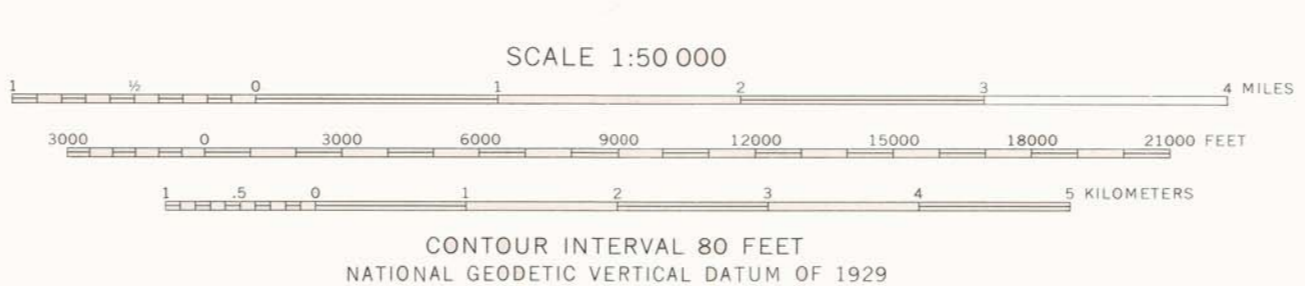 SCALE 1:50 000
1 ½ 0 1 2 3 4 MILES
3000 0 3000 6000 9000 12000 15000 18000 21000 FEET
1 .5 0 1 2 3 4 5 KILOMETERS
CONTOUR INTERVAL 80 FEET
NATIONAL GEODETIC VERTICAL DATUM OF 1929